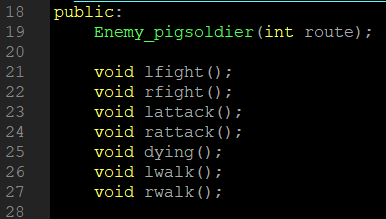 18 public:
19     Enemy_pigsoldier(int route);
20
21     void lfight();
22     void rfight();
23     void lattack();
24     void rattack();
25     void dying();
26     void lwalk();
27     void rwalk();
28